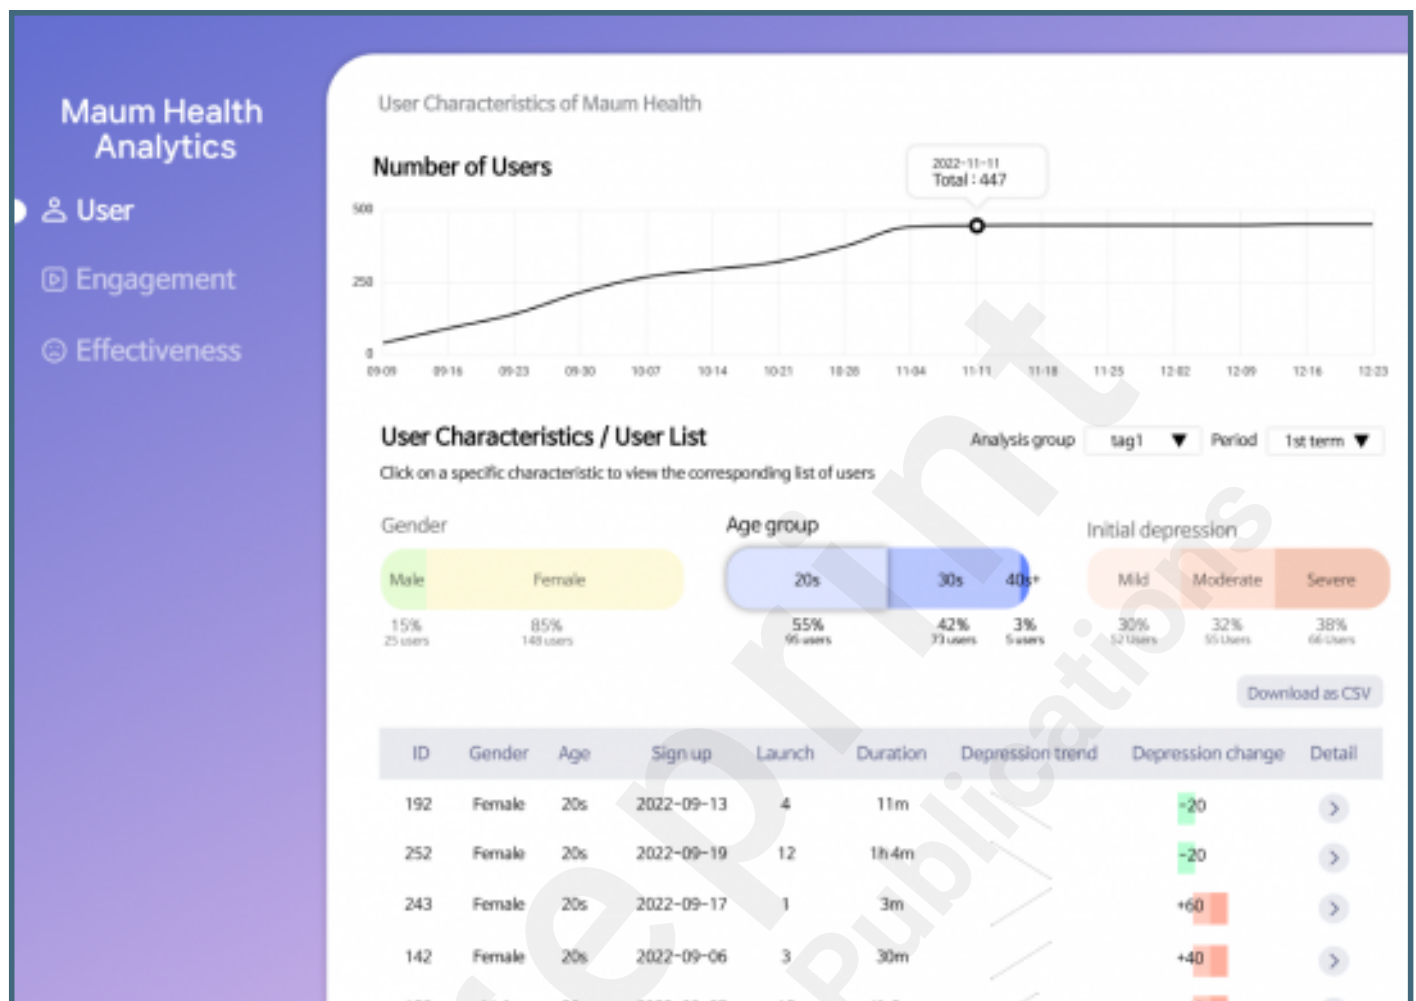 Maum Health
Analytics
User
Engagement
Effectiveness
User Characteristics of Maum Health
Number of Users
2022-11-11
Total : 447
500
250
0
09-09 09-16 09-23 09-30 10-07 10-14 10-21 10-28 11-04 11-11 11-18 11-25 12-02 12-09 12-16 12-23
User Characteristics / User List
Analysis group tag1 ▼ Period 1st term ▼
Click on a specific characteristic to view the corresponding list of users
Gender
Male Female
15% 85%
25 users 148 users
Age group
20s 30s 40s+
55% 42% 3%
95 users 73 users 5 users
Initial depression
Mild Moderate Severe
30% 32% 38%
52 Users 55 Users 66 Users
Download as CSV
ID Gender Age Sign up Launch Duration Depression trend Depression change Detail
192 Female 20s 2022-09-13 4 11m -20
252 Female 20s 2022-09-19 12 1h 4m -20
243 Female 20s 2022-09-17 1 3m +60
142 Female 20s 2022-09-06 3 30m +40
eprint
Publications